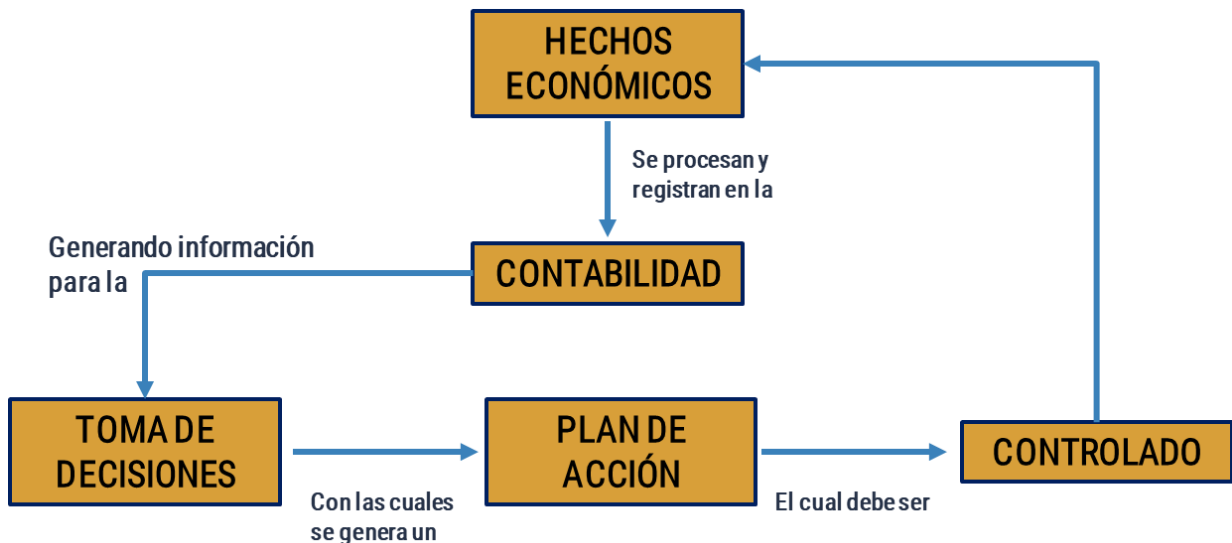 HECHOS
ECONÓMICOS
Se procesan y
registran en la
CONTABILIDAD
Generando información
para la
TOMA DE
DECISIONES
Con las cuales
se genera un
PLAN DE
ACCIÓN
El cual debe ser
CONTROLADO